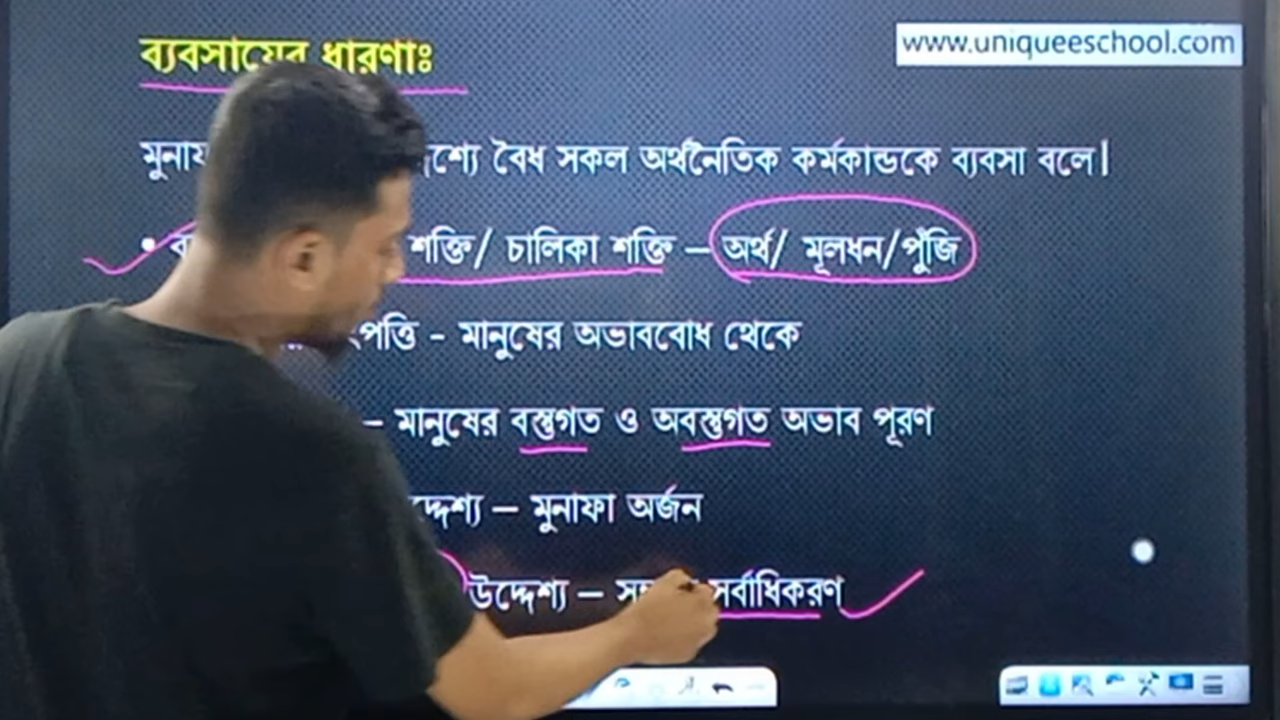 ব্যবসায়ের ধারণাঃ
www.uniqueeschool.com
বৈধ সকল অর্থনৈতিক কর্মকান্ডকে ব্যবসা বলে।
শক্তি/ চালিকা শক্তি – অর্থ/ মূলধন/পুঁজি
- মানুষের অভাববোধ থেকে
– মানুষের বস্তুগত ও অবস্তুগত অভাব পূরণ
– মুনাফা অর্জন
উদ্দেশ্য – সর্বাধিকরণ